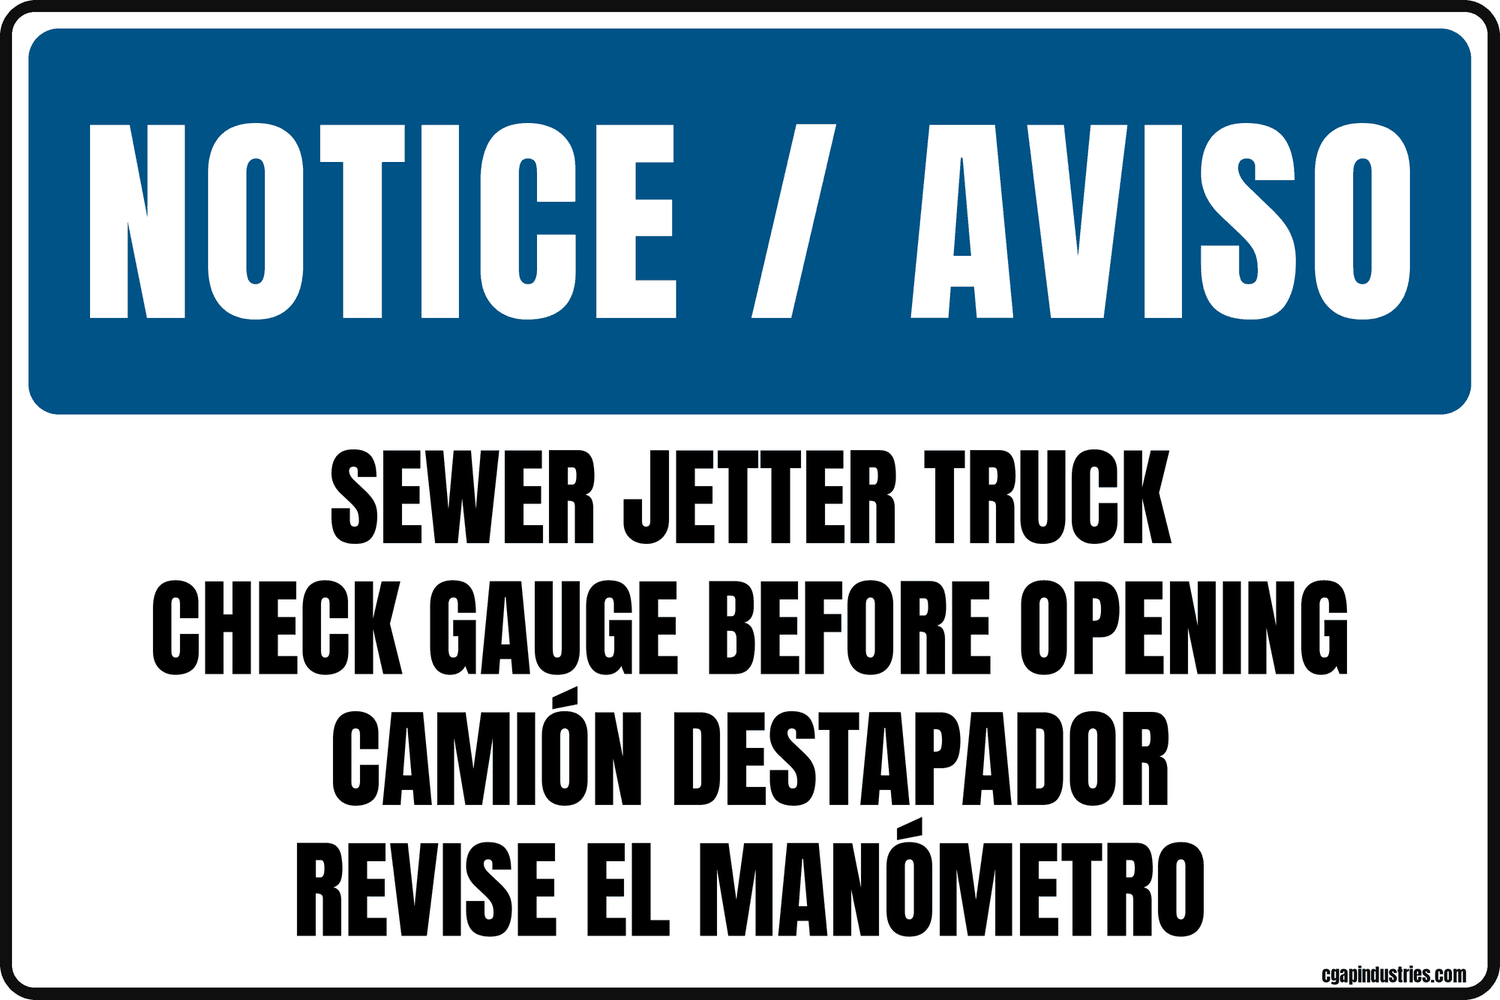 NOTICE / AVISO
SEWER JETTER TRUCK
CHECK GAUGE BEFORE OPENING
CAMIÓN DESTAPADOR
REVISE EL MANÓMETRO
cgapindustries.com